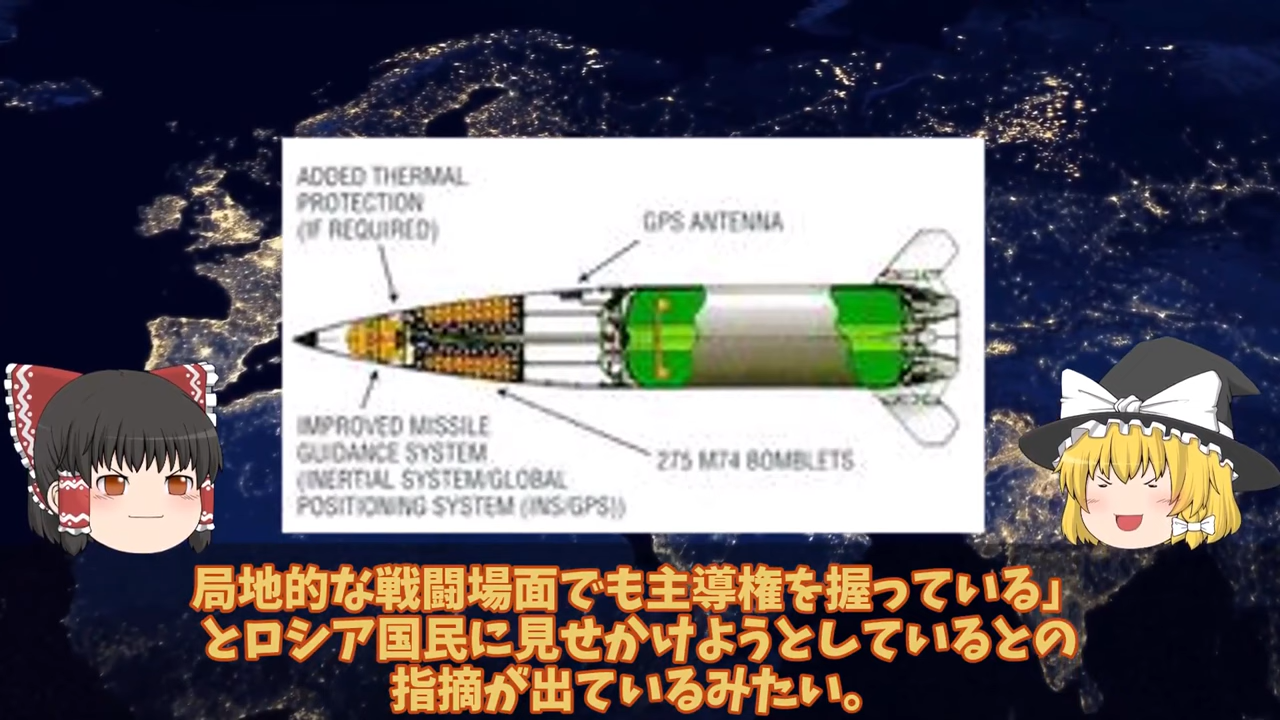 ADDED THERMAL
PROTECTION
(IF REQUIRED)
GPS ANTENNA
IMPROVED MISSILE
GUIDANCE SYSTEM
(INERTIAL SYSTEM/GLOBAL
POSITIONING SYSTEM (INS/GPS))
275 M74 BOMBLETS
局地的な戦闘場面でも主導権を握っている」
とロシア国民に見せかけようとしているとの
指摘が出ているみたい。